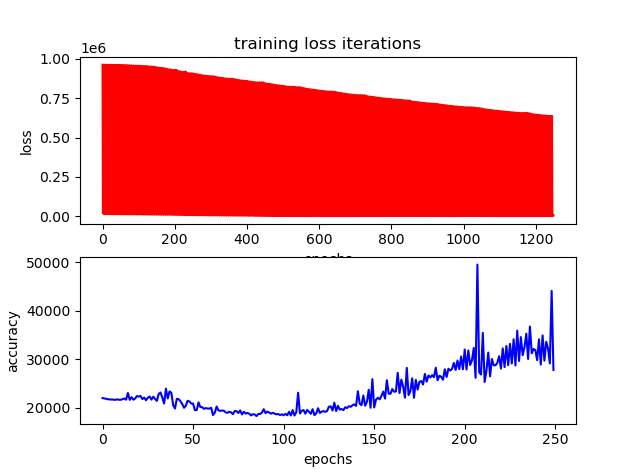 training loss iterations
1e6
1.00
0.75
0.50
0.25
0.00
loss
0 200 400 600 800 1000 1200
epochs
50000
40000
30000
20000
accuracy
0 50 100 150 200 250
epochs